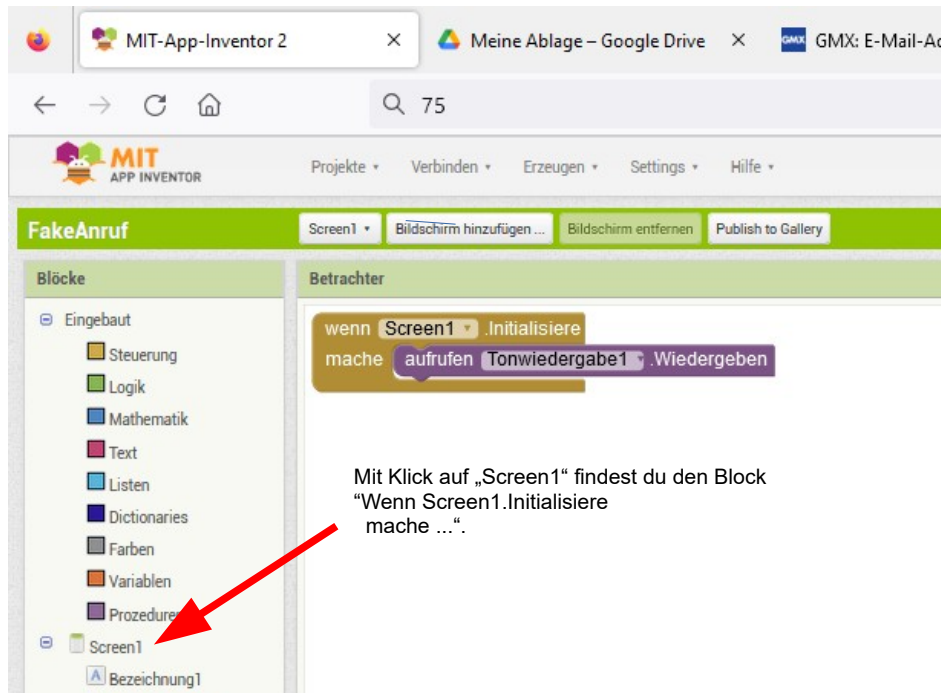 MIT-App-Inventor 2
Meine Ablage – Google Drive
GMX GMX: E-Mail-Ad
75
MIT
APP INVENTOR
Projekte Verbinden Erzeugen Settings Hilfe
FakeAnruf
Screen1 Bildschirm hinzufügen ... Bildschirm entfernen Publish to Gallery
Blöcke
Betrachter
Eingebaut
Steuerung
Logik
Mathematik
Text
Listen
Dictionaries
Farben
Variablen
Prozeduren
Screen1
A Bezeichnung1
wenn Screen1 .Initialisiere
mache aufrufen Tonwiedergabe1 .Wiedergeben
Mit Klick auf „Screen1“ findest du den Block
“Wenn Screen1.Initialisiere
mache ...“.